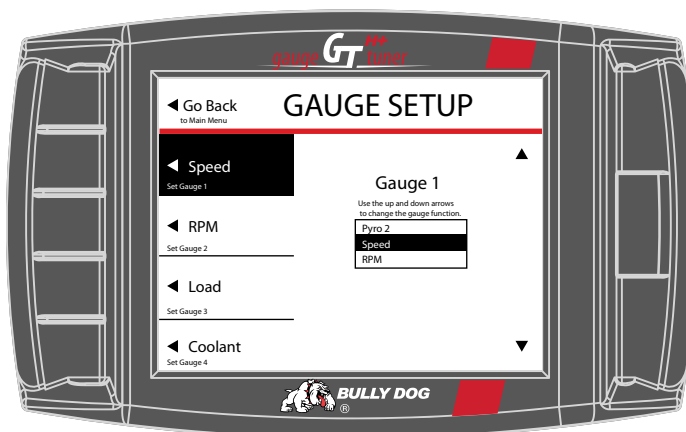 gauge GT tuner
Go Back
to Main Menu
GAUGE SETUP
Speed
Set Gauge 1
RPM
Set Gauge 2
Load
Set Gauge 3
Coolant
Set Gauge 4
Gauge 1
Use the up and down arrows
to change the gauge function.
Pyro 2
Speed
RPM
BULLY DOG
®